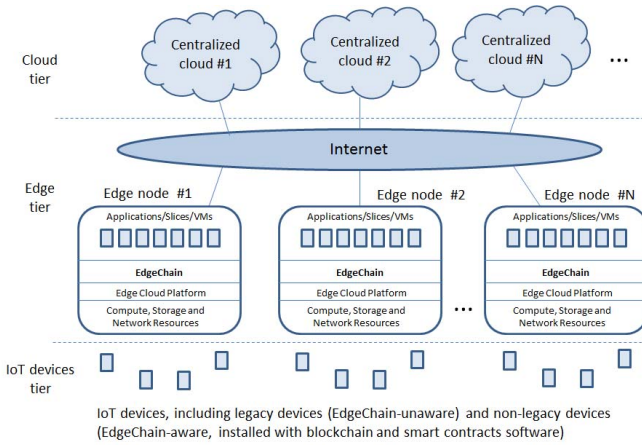 Cloud
tier
Centralized
cloud #1
Centralized
cloud #2
Centralized
cloud #N
...
Internet
Edge
tier
Edge node #1
Edge node #2
Edge node #N
Applications/Slices/VMs
EdgeChain
Edge Cloud Platform
Compute, Storage and
Network Resources
Applications/Slices/VMs
EdgeChain
Edge Cloud Platform
Compute, Storage and
Network Resources
...
Applications/Slices/VMs
EdgeChain
Edge Cloud Platform
Compute, Storage and
Network Resources
IoT devices
tier
IoT devices, including legacy devices (EdgeChain-unaware) and non-legacy devices
(EdgeChain-aware, installed with blockchain and smart contracts software)